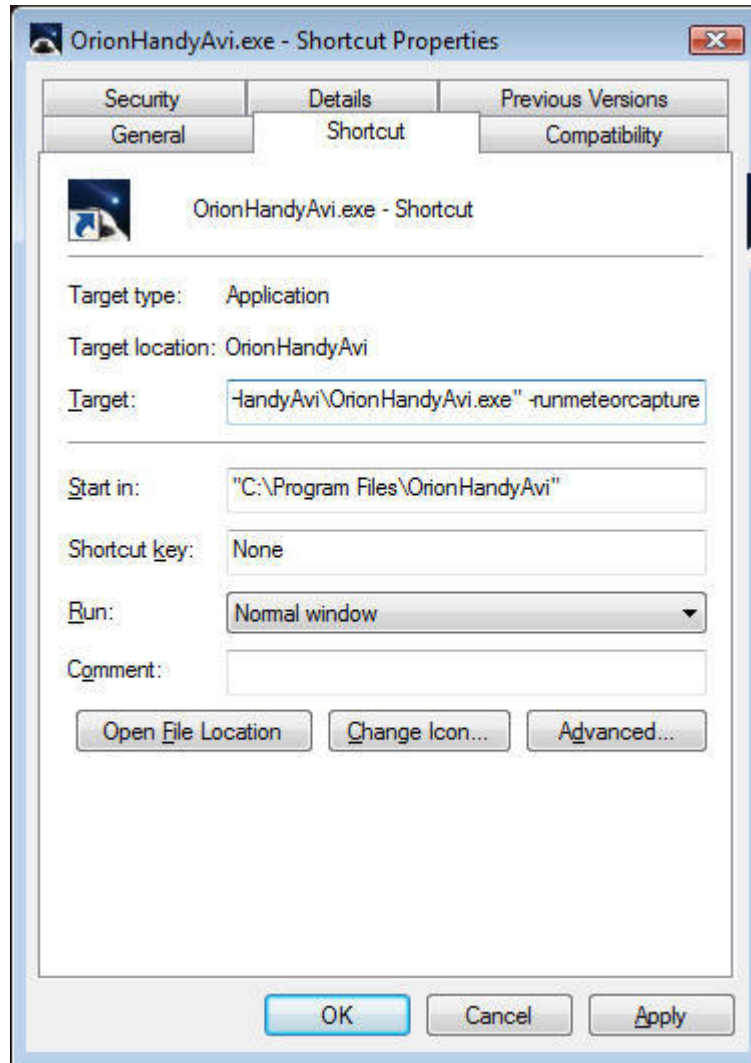 OrionHandyAvi.exe - Shortcut Properties
Security Details Previous Versions
General Shortcut Compatibility
OrionHandyAvi.exe - Shortcut
Target type: Application
Target location: OrionHandyAvi
Target: HandyAvi\OrionHandyAvi.exe" -runmeteorcapture
Start in: "C:\Program Files\OrionHandyAvi"
Shortcut key: None
Run: Normal window
Comment:
Open File Location Change Icon... Advanced...
OK Cancel Apply